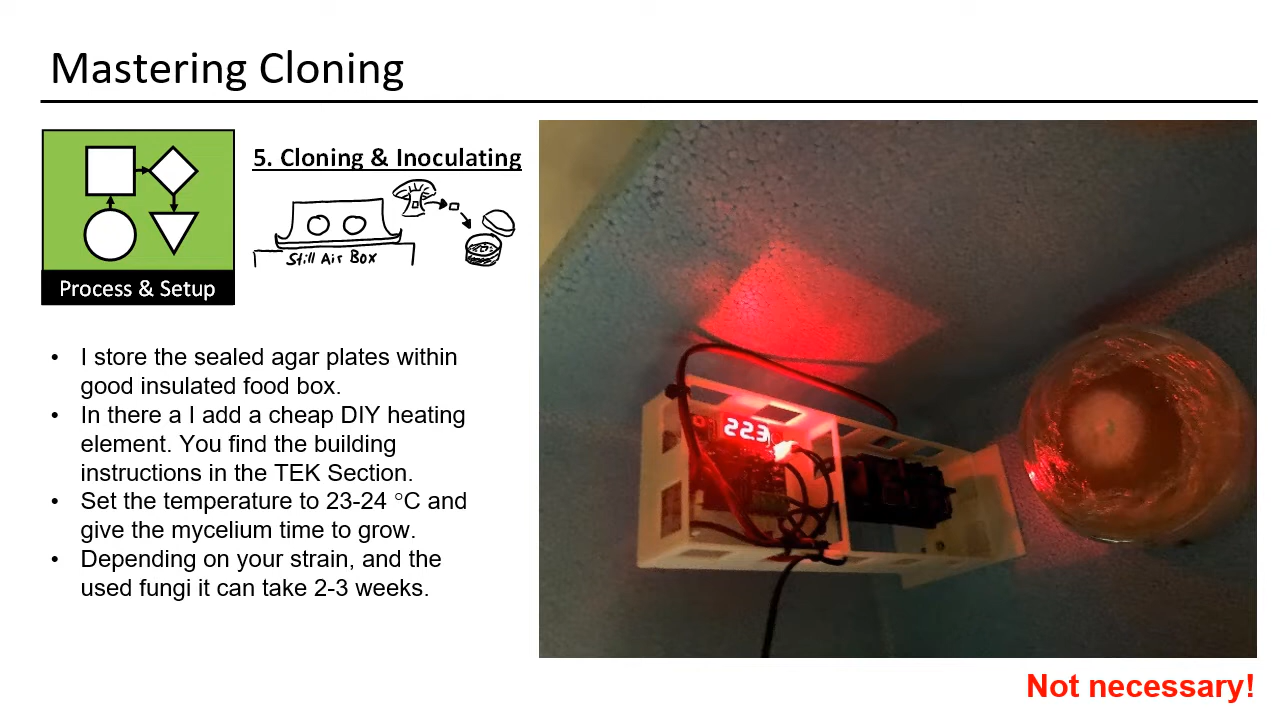 Mastering Cloning
Process & Setup
5. Cloning & Inoculating
Still Air Box
• I store the sealed agar plates within
good insulated food box.
• In there a I add a cheap DIY heating
element. You find the building
instructions in the TEK Section.
• Set the temperature to 23-24 °C and
give the mycelium time to grow.
• Depending on your strain, and the
used fungi it can take 2-3 weeks.
22.3
Not necessary!